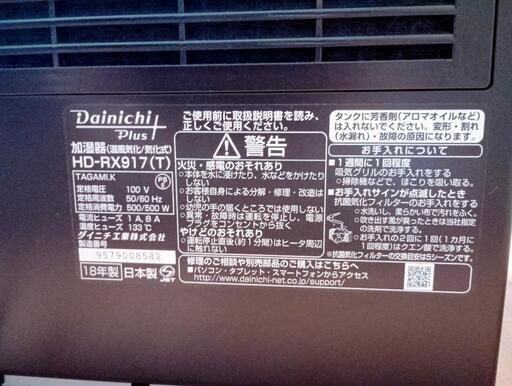 Dainichi
Plus
加湿器(温風気化/気化式)
HD-RX917(T)
TAGAMI.K
PS
E
定格電圧 100 V
定格周波数 50/60 Hz
定格消費電力 500/500 W
電流ヒューズ 1 A, 8 A
温度ヒューズ 133℃
ダイニチ工業株式会社
製造番号
9579008582
18年製 日本製
JET
ご使用前に取扱説明書を読み、
正しくご使用ください。
警告
火災・感電のおそれあり
○本体を水に浸けたり、水などをかけたり
しない
○お客様自身による分解・修理・改造は
しない
○幼児の手の届くところで使用しない
○異常・故障時は運転を停止し、電源
プラグをコンセントから抜く
やけどのおそれあり
○運転停止直後(約1分間)はヒータ周辺
にふれない
修理のご相談や別売部品のご購入はこちらへ
■パソコン・タブレット・スマートフォンからアクセス
http://www.dainichi-net.co.jp/support/
タンクに芳香剤(アロマオイルなど)
は入れないでください。変形・割れ
(水漏れ)・故障の原因になります。
お手入れについて
■1週間に1回程度
吸気グリルのお手入れが必要
○掃除機などで、ほこりを吸い取る。
■お手入れサインが点滅したとき
抗菌気化フィルターのお手入れが必要
○水洗いし、柔らかい布で汚れを拭く。
○汚れやにおいが取れないときは指定
の洗剤で洗浄する。
○お手入れの2回に1回(1カ月に
1回程度)はクエン酸で洗浄する。
※抗菌気化フィルターの交換目安は5シーズンです。